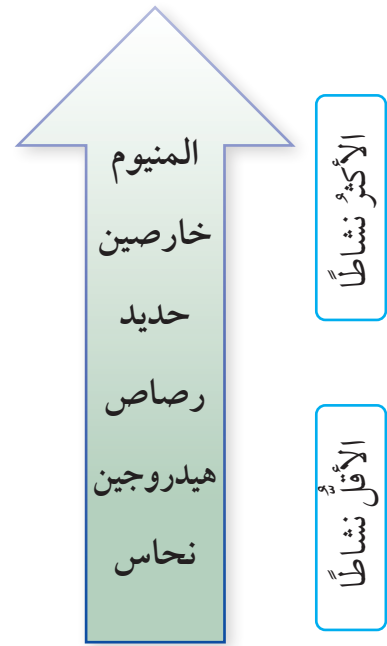 المنيوم
خارصين
حديد
رصاص
هيدروجين
نحاس
الأكثرُ نشاطًا
الأقلُّ نشاطًا